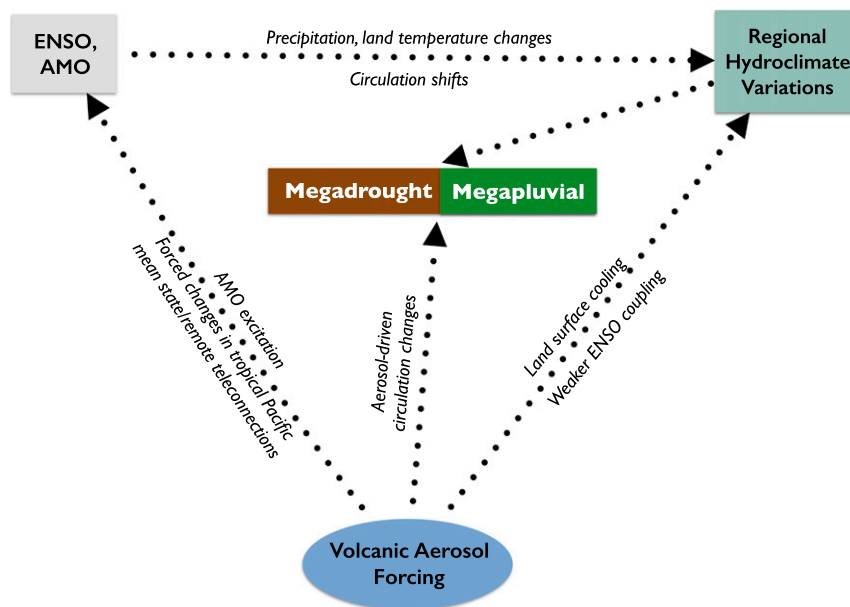 ENSO,
AMO
Precipitation, land temperature changes
Circulation shifts
Regional
Hydroclimate
Variations
Megadrought
Megapluvial
AMO excitation
Forced changes in tropical Pacific
mean state/remote teleconnections
Aerosol-driven
circulation changes
Land surface cooling
Weaker ENSO coupling
Volcanic Aerosol
Forcing